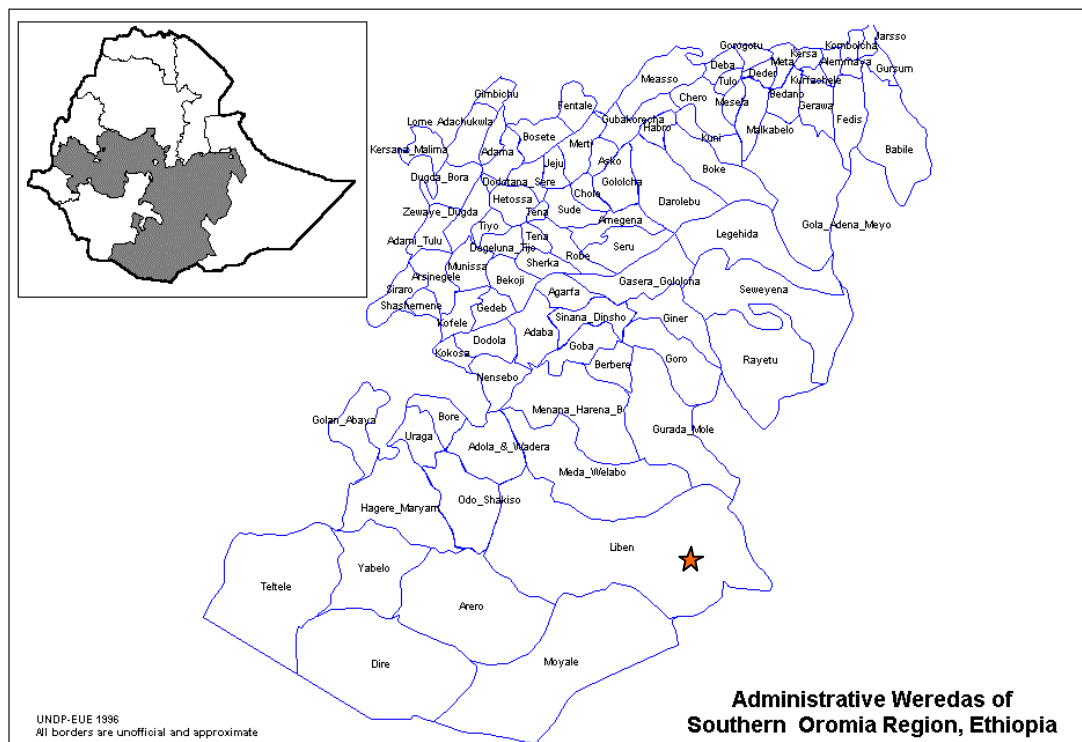 Jarsso
Kombolcha
Gorogotu
Kersa
Meta
Alemmaya
Deba
Deder
Gursum
Measso
Tulo
Kurfachele
Gimbichu
Chero
Mesela
Bedano
Fentale
Gerawa
Lome
Adachukwla
Gubakorecha
Fedis
Bosete
Habro
Malkabelo
Kuni
Kersana_Malima
Adama
Merti
Babile
Jeju
Asko
Boke
Dugda_Bora
Dodotana_Sere
Gololcha
Hetossa
Chole
Darolebu
Zewaye_Dugda
Tena
Sude
Amegena
Gola_Adena_Meyo
Tiyo
Legehida
Adami_Tulu
Tena
Degeluna_Tijo
Seru
Robe
Munissa
Sherka
Arsinegele
Bekoji
Gasera_Gololoha
Siraro
Agarfa
Seweyena
Shashemene
Gedeb
Kofele
Sinana_Dinsho
Giner
Adaba
Dodola
Goba
Kokosa
Goro
Rayetu
Berbere
Nensebo
Menana_Harena_B
Golan_Abaya
Bore
Gurada_Mole
Uraga
Adola_&_Wadera
Meda_Welabo
Odo_Shakiso
Hagere_Maryam
Liben
Yabelo
Teltele
Arero
Dire
Moyale
Administrative Weredas of
Southern Oromia Region, Ethiopia
UNDP-EUE 1996
All borders are unofficial and approximate